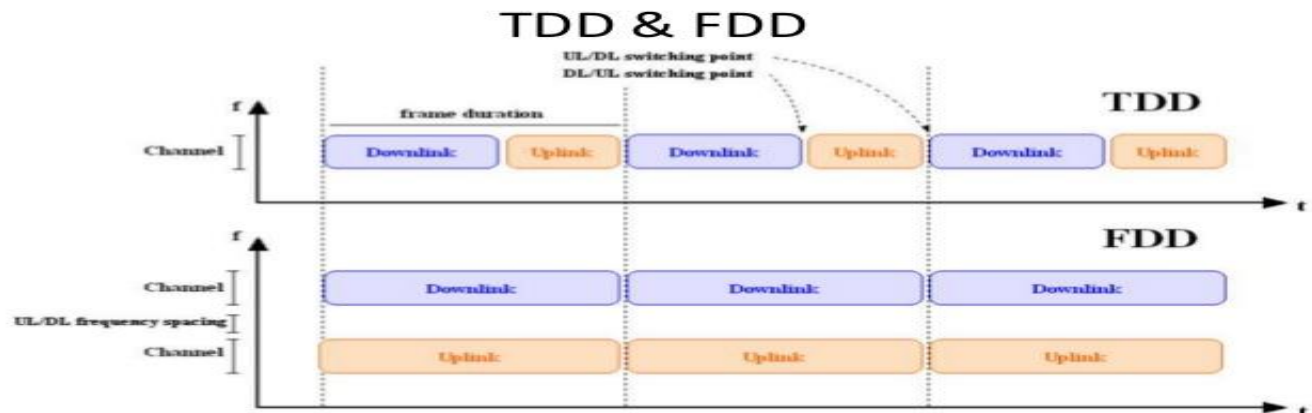 TDD & FDD
UL/DL switching point
DL/UL switching point
TDD
f
frame duration
Channel
Downlink Uplink Downlink Uplink Downlink Uplink
t
f
FDD
Channel
Downlink Downlink Downlink
UL/DL frequency spacing
Channel
Uplink Uplink Uplink
t